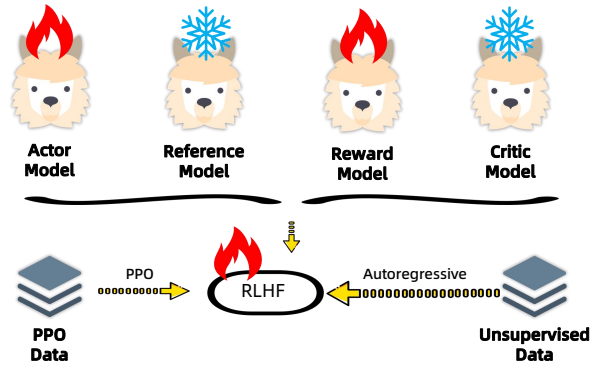 Actor
Model
Reference
Model
Reward
Model
Critic
Model
PPO
RLHF
Autoregressive
PPO
Data
Unsupervised
Data